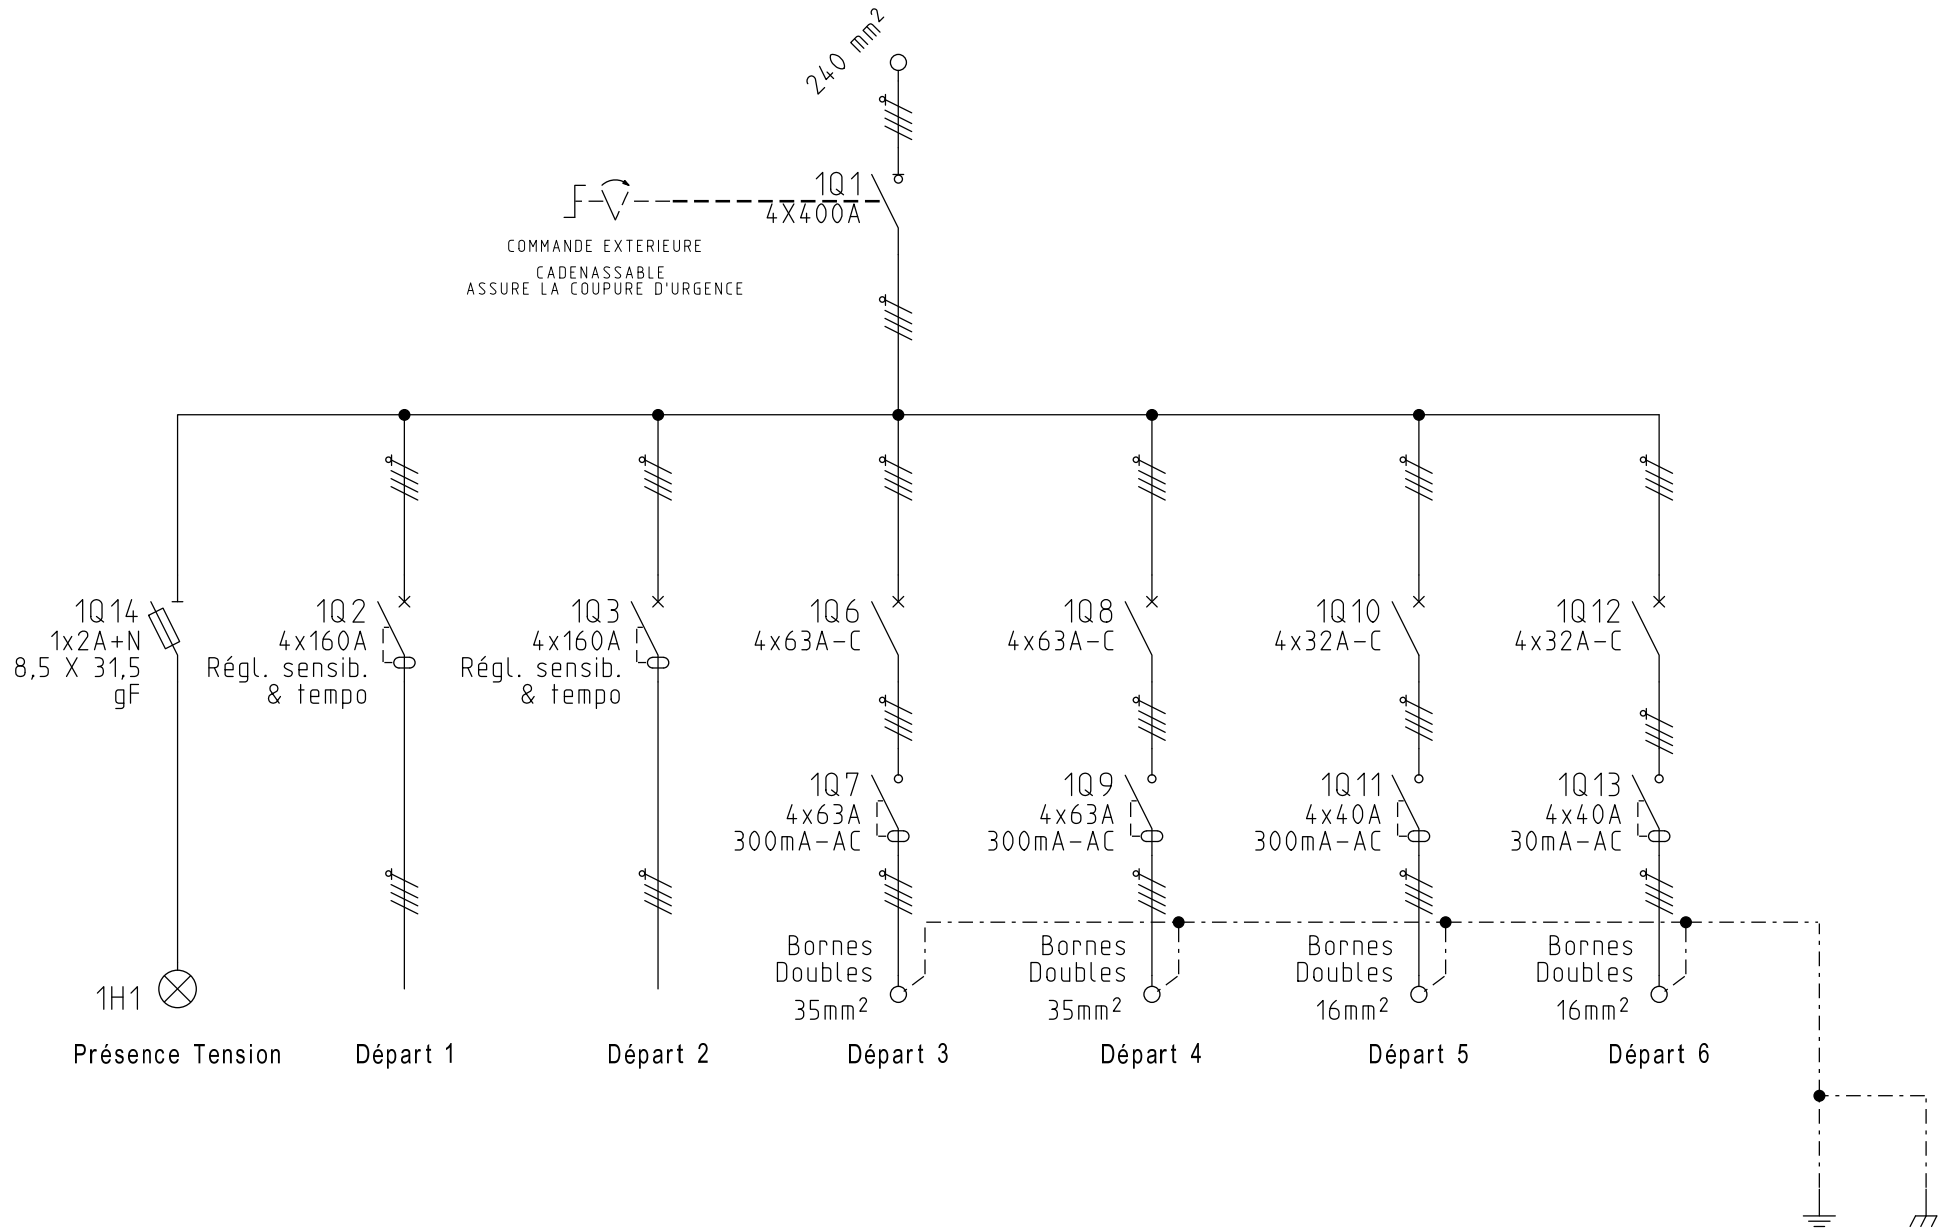 240 mm²
1Q1
4X400A
COMMANDE EXTERIEURE
CADENASSABLE
ASSURE LA COUPURE D'URGENCE
1Q14
1x2A+N
8,5 X 31,5
gF
1Q2
4x160A
Régl. sensib.
& tempo
1Q3
4x160A
Régl. sensib.
& tempo
1Q6
4x63A-C
1Q8
4x63A-C
1Q10
4x32A-C
1Q12
4x32A-C
1Q7
4x63A
300mA-AC
1Q9
4x63A
300mA-AC
1Q11
4x40A
300mA-AC
1Q13
4x40A
30mA-AC
1H1
Bornes
Doubles
35mm²
Bornes
Doubles
35mm²
Bornes
Doubles
16mm²
Bornes
Doubles
16mm²
Présence Tension
Départ 1
Départ 2
Départ 3
Départ 4
Départ 5
Départ 6